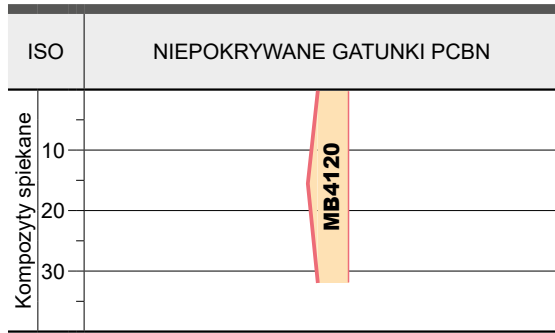 ISO
NIEPOKRYWANE GATUNKI PCBN
Kompozyty spiekane
10
20
30
MB4120